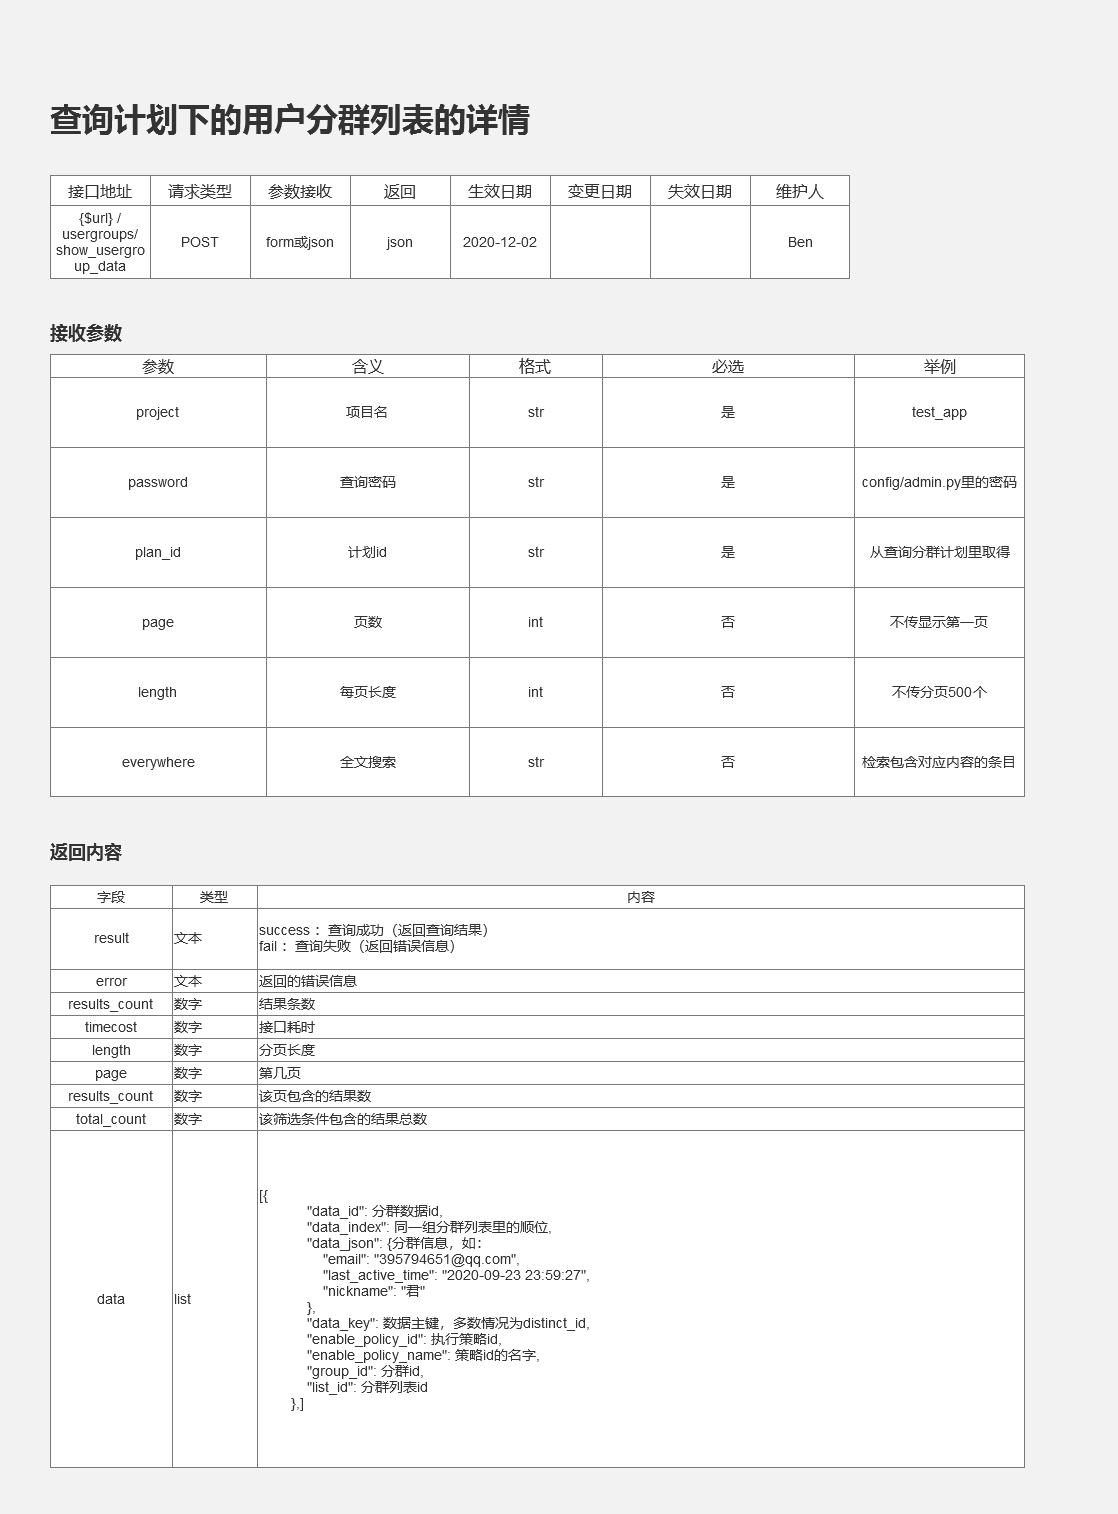 查询计划下的用户分群列表的详情
接口地址 请求类型 参数接收 返回 生效日期 变更日期 失效日期 维护人
{$url} /
usergroups/
show_usergro
up_data
POST form或json json 2020-12-02 Ben
接收参数
参数 含义 格式 必选 举例
project 项目名 str 是 test_app
password 查询密码 str 是 config/admin.py里的密码
plan_id 计划id str 是 从查询分群计划里取得
page 页数 int 否 不传显示第一页
length 每页长度 int 否 不传分页500个
everywhere 全文搜索 str 否 检索包含对应内容的条目
返回内容
字段 类型 内容
result 文本
success： 查询成功（返回查询结果）
fail： 查询失败（返回错误信息）
error 文本 返回的错误信息
results_count 数字 结果条数
timecost 数字 接口耗时
length 数字 分页长度
page 数字 第几页
results_count 数字 该页包含的结果数
total_count 数字 该筛选条件包含的结果总数
data list
[{
"data_id": 分群数据id,
"data_index": 同一组分群列表里的顺位,
"data_json": {分群信息，如：
"email": "395794651@qq.com",
"last_active_time": "2020-09-23 23:59:27",
"nickname": "君"
},
"data_key": 数据主键，多数情况为distinct_id,
"enable_policy_id": 执行策略id,
"enable_policy_name": 策略id的名字,
"group_id": 分群id,
"list_id": 分群列表id
},]